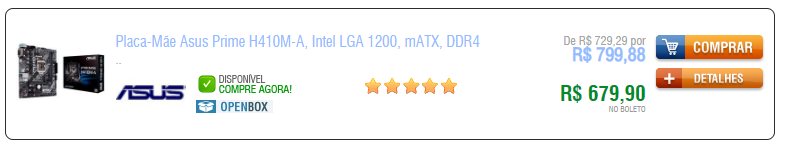 Placa-Mãe Asus Prime H410M-A, Intel LGA 1200, mATX, DDR4
..
ASUS
DISPONÍVEL
COMPRE AGORA!
OPENBOX
De R$ 729,29 por
R$ 799,88
R$ 679,90
NO BOLETO
COMPRAR
DETALHES